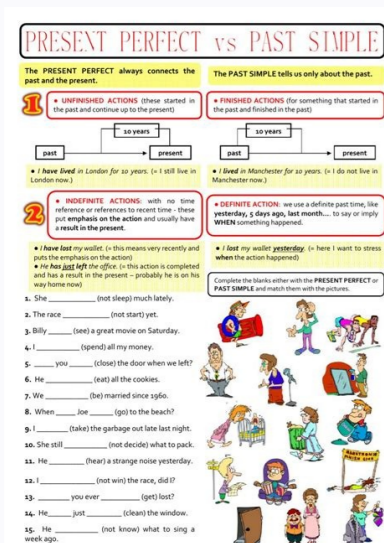 PRESENT PERFECT vs PAST SIMPLE
The PRESENT PERFECT always connects the
past and the present.
The PAST SIMPLE tells us only about the past.
1
• UNFINISHED ACTIONS (these started in
the past and continue up to the present)
• FINISHED ACTIONS (for something that started in
the past and finished in the past)
10 years
past
present
10 years
past
present
• I have lived in London for 10 years. (= I still live in
London now.)
• I lived in Manchester for 10 years. (= I do not live in
Manchester now.)
2
• INDEFINITE ACTIONS: with no time
reference or references to recent time - these
put emphasis on the action and usually have
a result in the present.
• DEFINITE ACTION: we use a definite past time, like
yesterday, 5 days ago, last month.... to say or imply
WHEN something happened.
• I have lost my wallet. (= this means very recently and
puts the emphasis on the action)
• He has just left the office. (= this action is completed
and has a result in the present – probably he is on his
way home now)
• I lost my wallet yesterday. (= here I want to stress
when the action happened)
Complete the blanks either with the PRESENT PERFECT or
PAST SIMPLE and match them with the pictures.
1. She ____________ (not sleep) much lately.
2. The race ____________ (not start) yet.
3. Billy ______ (see) a great movie on Saturday.
4. I ____________ (spend) all my money.
5. _____ you ______ (close) the door when we left?
6. He ____________ (eat) all the cookies.
7. We ____________ (be) married since 1960.
8. When _____ Joe ______ (go) to the beach?
9. I ______ (take) the garbage out late last night.
10. She still ________ (not decide) what to pack.
11. He ________ (hear) a strange noise yesterday.
12. I ____________ (not win) the race, did I?
13. ________ you ever ________ (get) lost?
14. He ______ just ______ (clean) the window.
15. He __________ (not know) what to sing a
week ago.